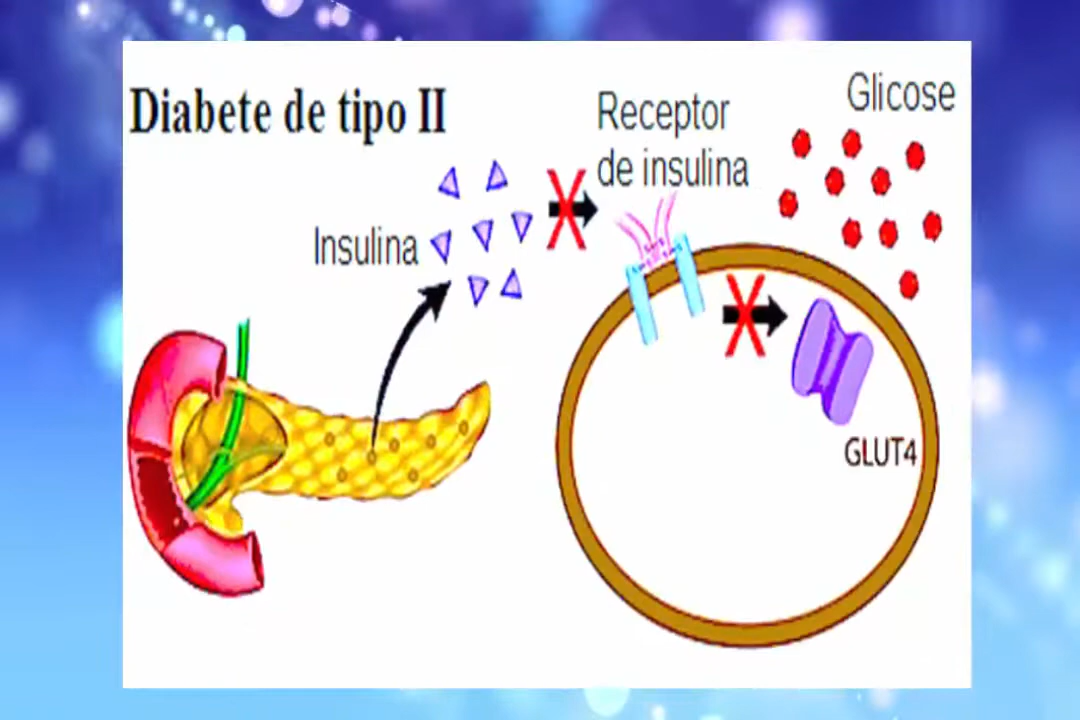 Diabete de tipo II
Glicose
Receptor
de insulina
Insulina
GLUT4